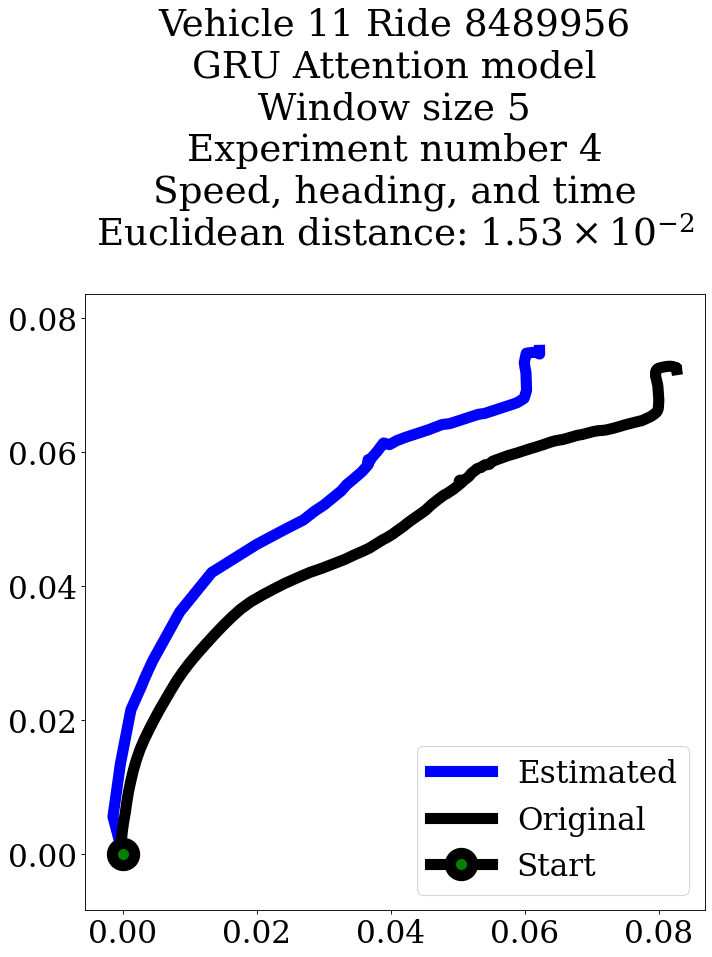 Vehicle 11 Ride 8489956
GRU Attention model
Window size 5
Experiment number 4
Speed, heading, and time
Euclidean distance: 1.53 × 10⁻²
0.08
0.06
0.04
0.02
0.00
Estimated
Original
Start
0.00 0.02 0.04 0.06 0.08